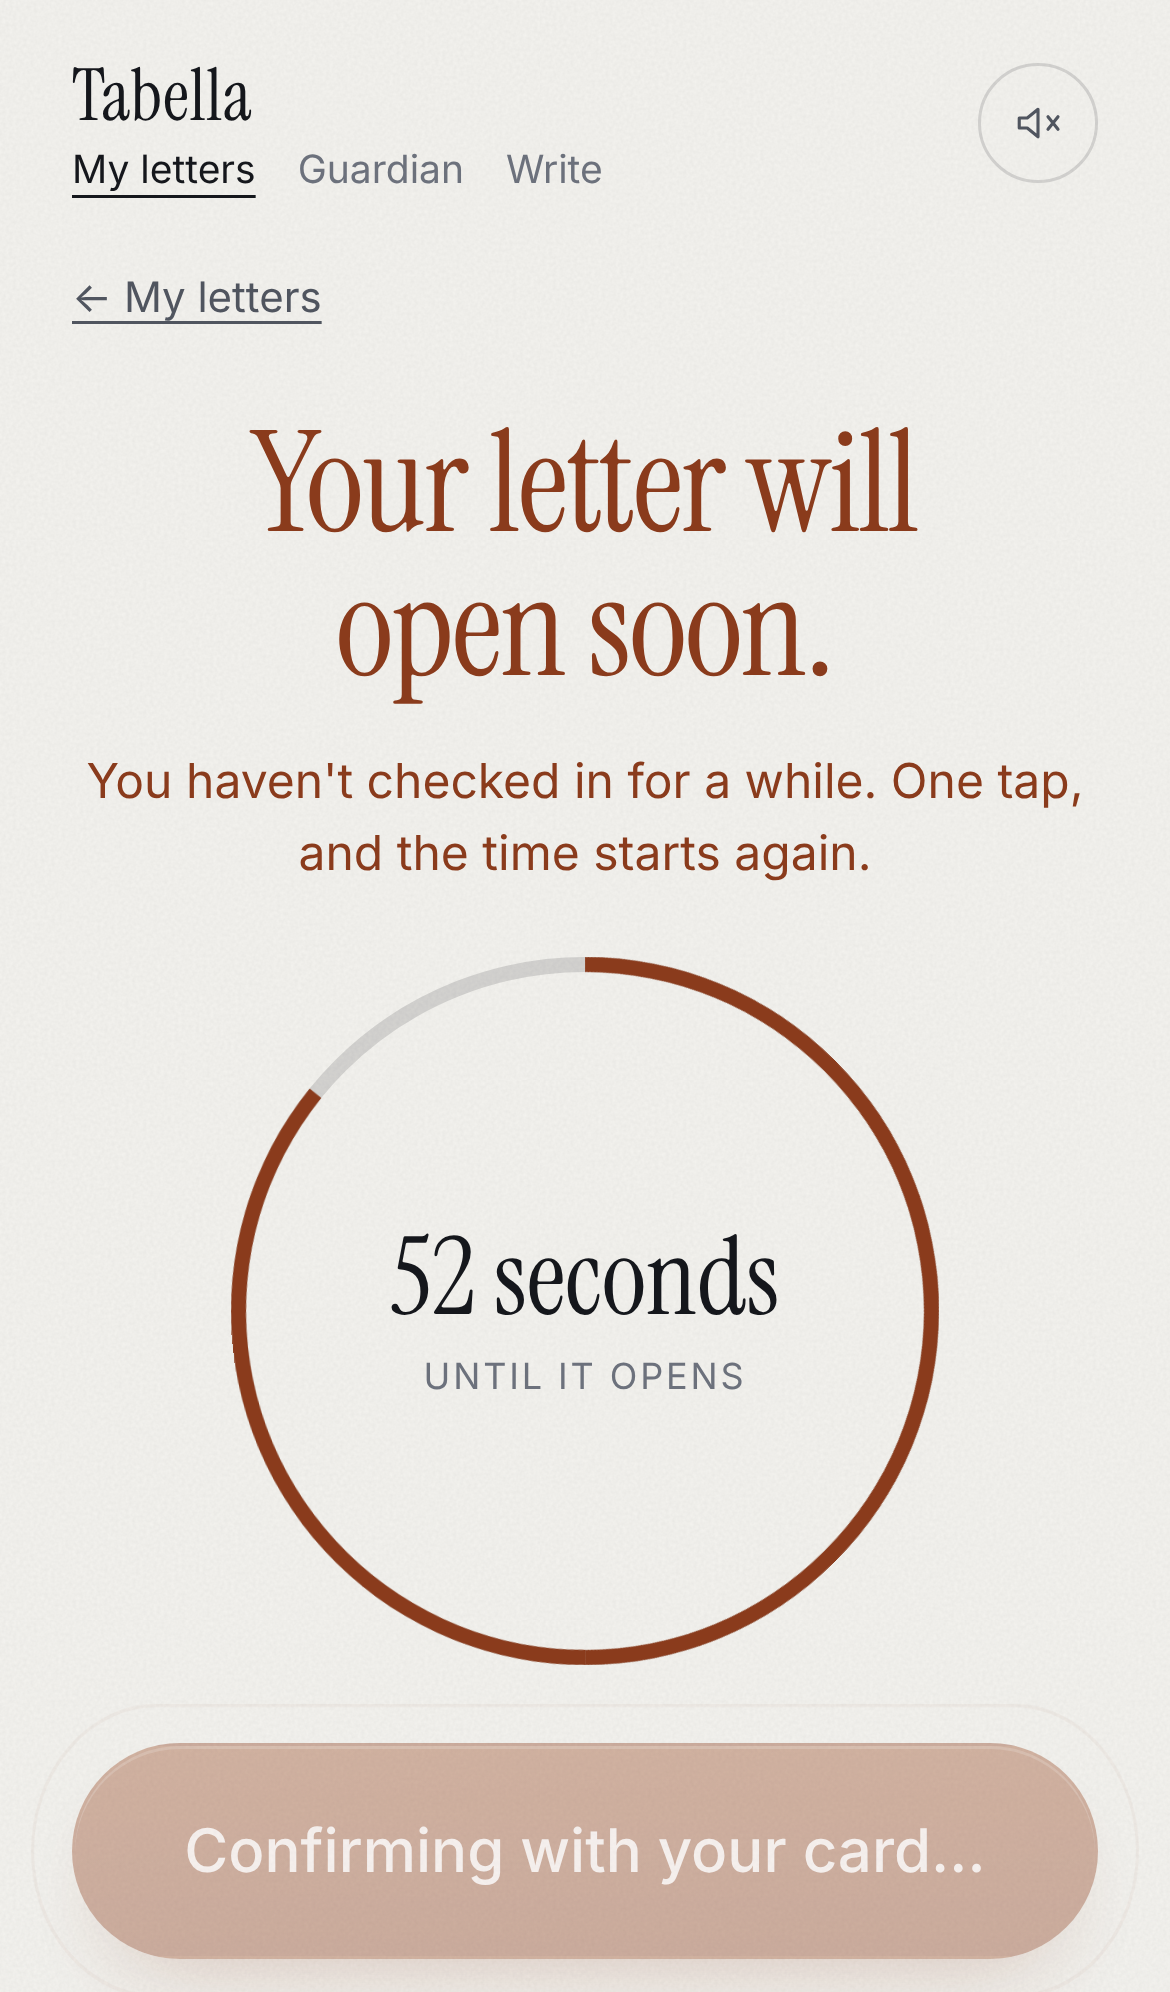 Tabella
My letters Guardian Write
← My letters
Your letter will
open soon.
You haven't checked in for a while. One tap,
and the time starts again.
52 seconds
UNTIL IT OPENS
Confirming with your card...